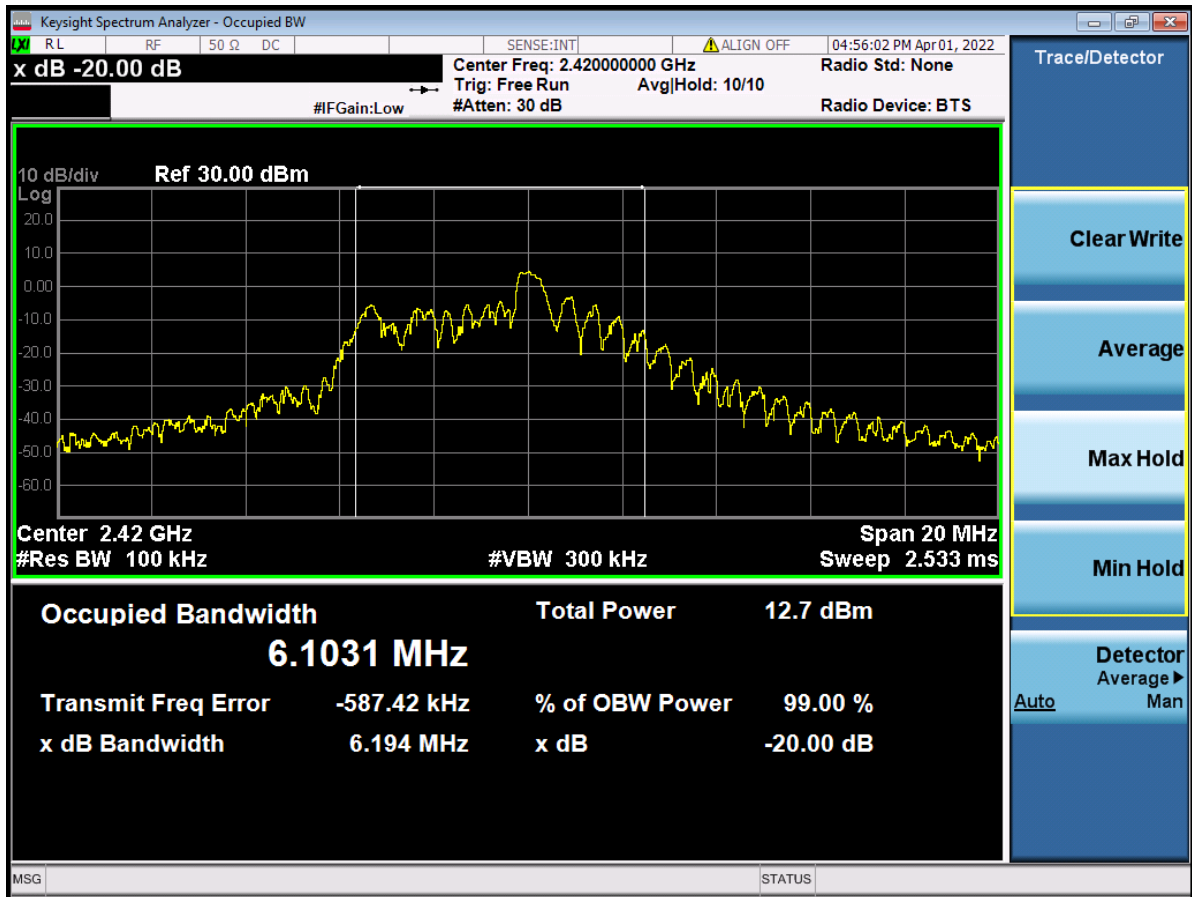 Keysight Spectrum Analyzer - Occupied BW
LXI RL RF 50 Ω DC SENSE:INT ALIGN OFF 04:56:02 PM Apr 01, 2022
x dB -20.00 dB
Center Freq: 2.420000000 GHz
Radio Std: None
Trig: Free Run Avg|Hold: 10/10
#IFGain:Low
#Atten: 30 dB
Radio Device: BTS
10 dB/div Ref 30.00 dBm
Log
20.0
10.0
0.00
-10.0
-20.0
-30.0
-40.0
-50.0
-60.0
Center 2.42 GHz
Span 20 MHz
#Res BW 100 kHz
#VBW 300 kHz
Sweep 2.533 ms
Occupied Bandwidth
Total Power 12.7 dBm
6.1031 MHz
Transmit Freq Error -587.42 kHz
% of OBW Power 99.00 %
x dB Bandwidth 6.194 MHz
x dB -20.00 dB
MSG
STATUS
Trace/Detector
Clear Write
Average
Max Hold
Min Hold
Detector
Average▶
Auto Man